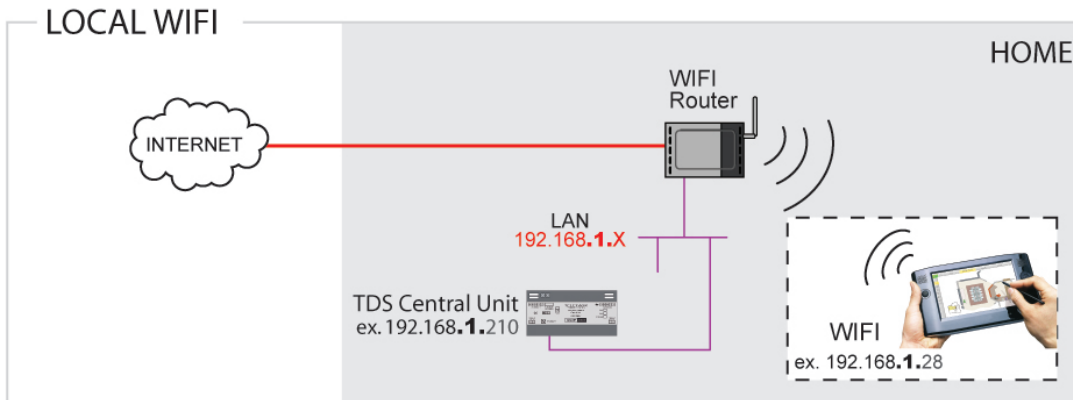 LOCAL WIFI
HOME
WIFI
Router
INTERNET
LAN
192.168.1.X
TDS Central Unit
ex. 192.168.1.210
WIFI
ex. 192.168.1.28